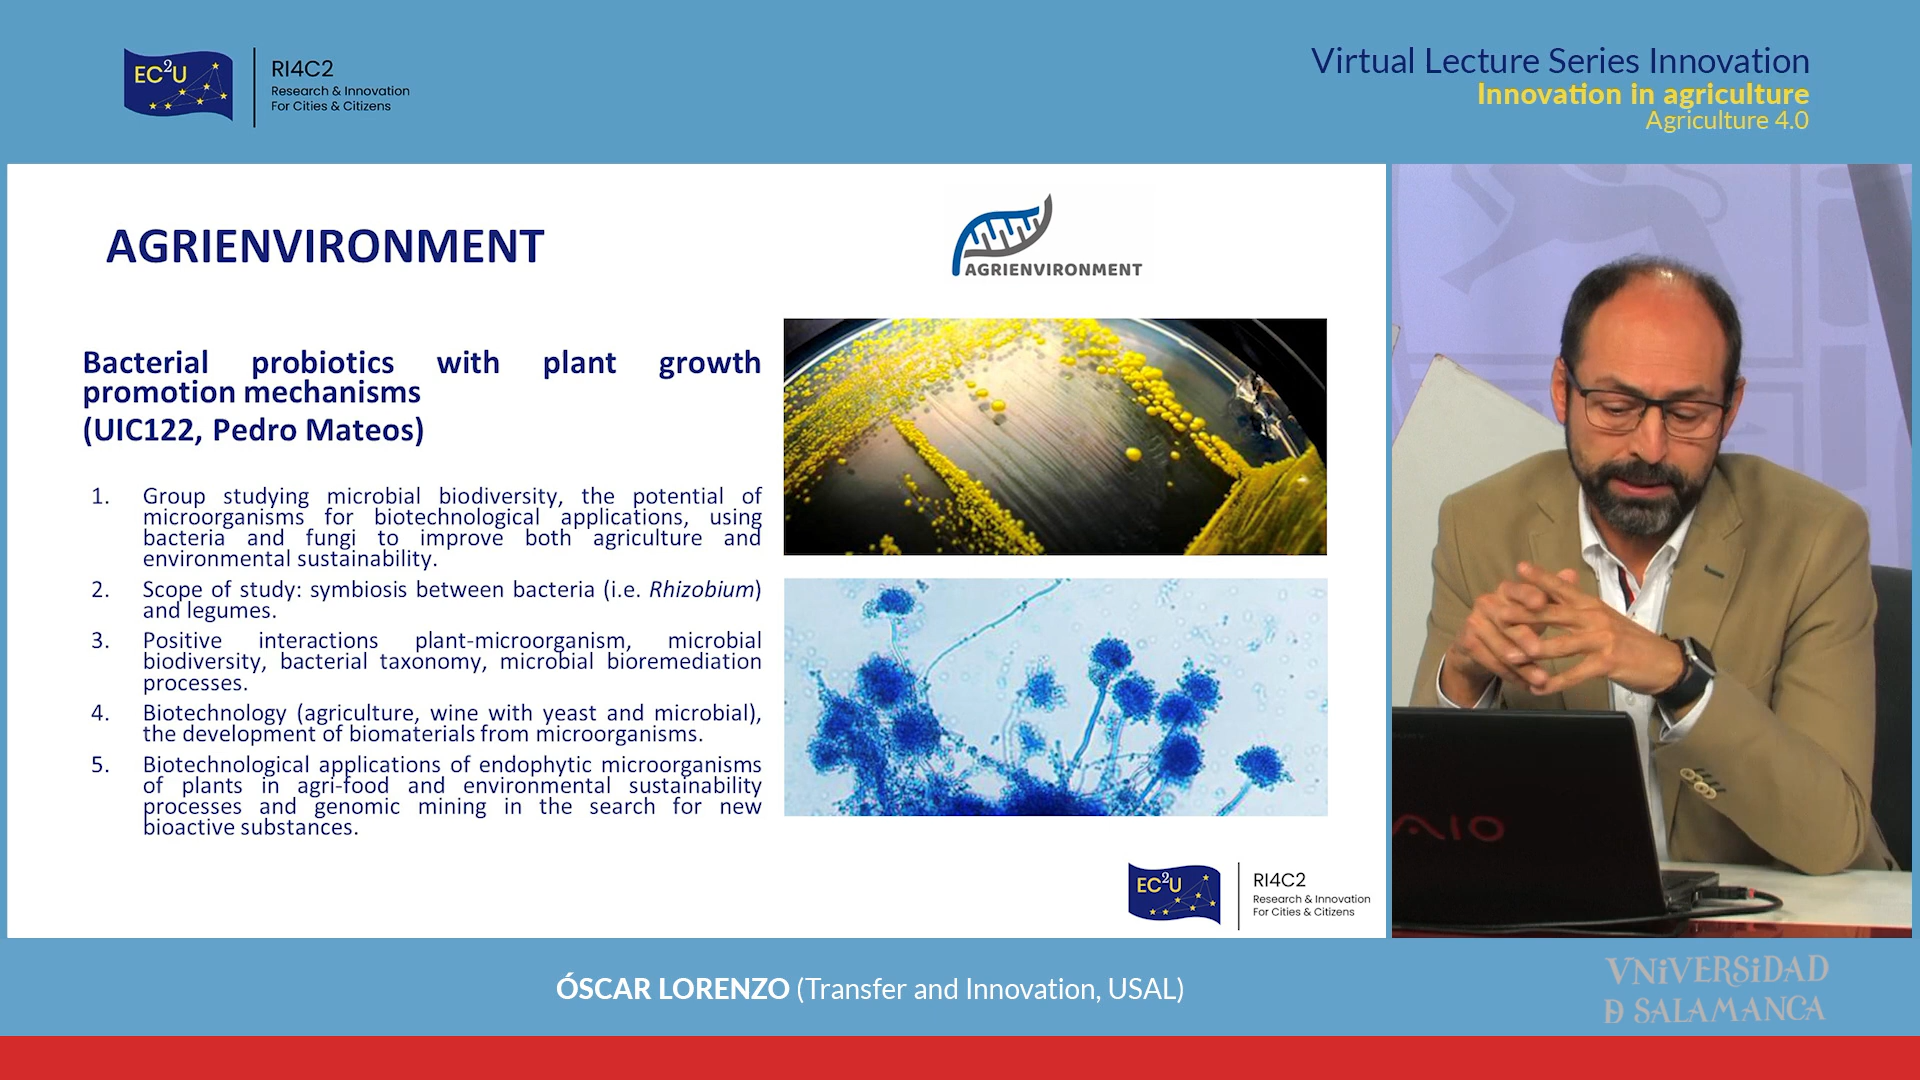 EC2U
RI4C2
Research & Innovation
For Cities & Citizens
Virtual Lecture Series Innovation
Innovation in agriculture
Agriculture 4.0
AGRIENVIRONMENT
AGRIENVIRONMENT
Bacterial probiotics with plant growth
promotion mechanisms
(UIC122, Pedro Mateos)
1. Group studying microbial biodiversity, the potential of
microorganisms for biotechnological applications, using
bacteria and fungi to improve both agriculture and
environmental sustainability.
2. Scope of study: symbiosis between bacteria (i.e. Rhizobium)
and legumes.
3. Positive interactions plant-microorganism, microbial
biodiversity, bacterial taxonomy, microbial bioremediation
processes.
4. Biotechnology (agriculture, wine with yeast and microbial),
the development of biomaterials from microorganisms.
5. Biotechnological applications of endophytic microorganisms
of plants in agri-food and environmental sustainability
processes and genomic mining in the search for new
bioactive substances.
EC2U
RI4C2
Research & Innovation
For Cities & Citizens
AIO
ÓSCAR LORENZO (Transfer and Innovation, USAL)
VNiVERSiDAD
Ð SALAMANCA